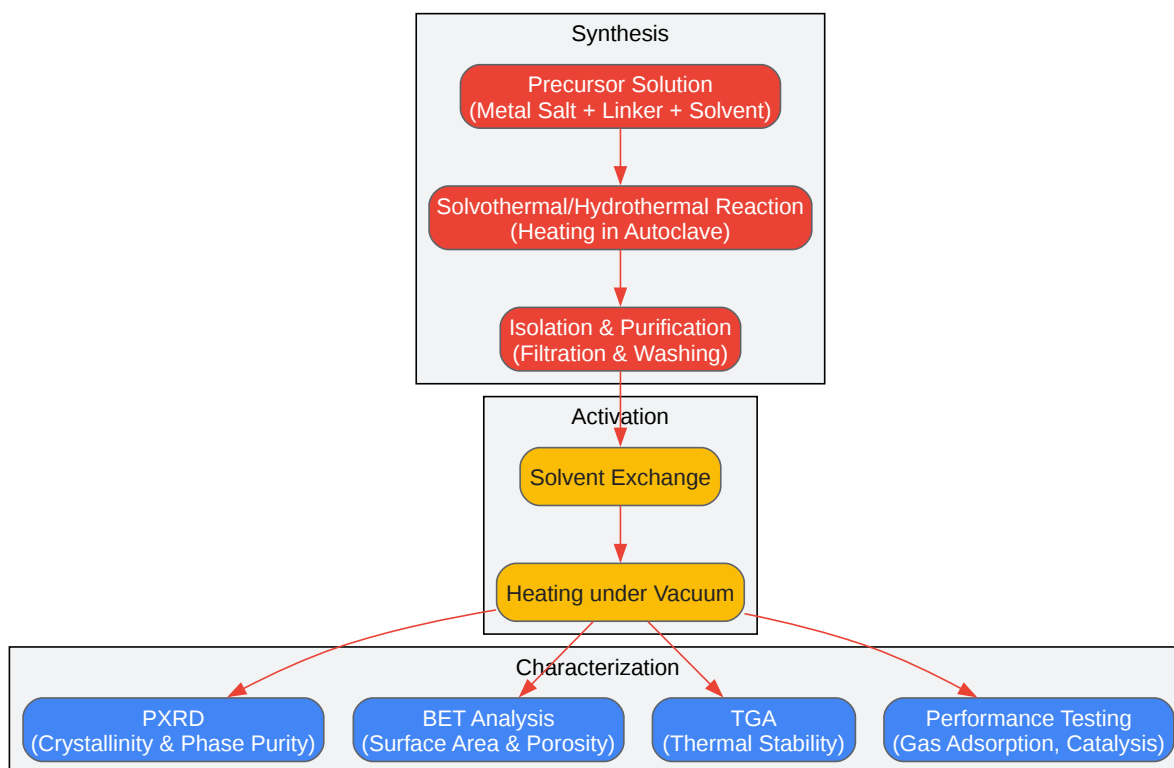 Synthesis
Precursor Solution
(Metal Salt + Linker + Solvent)
Solvothermal/Hydrothermal Reaction
(Heating in Autoclave)
Isolation & Purification
(Filtration & Washing)
Activation
Solvent Exchange
Heating under Vacuum
Characterization
PXRD
(Crystallinity & Phase Purity)
BET Analysis
(Surface Area & Porosity)
TGA
(Thermal Stability)
Performance Testing
(Gas Adsorption, Catalysis)